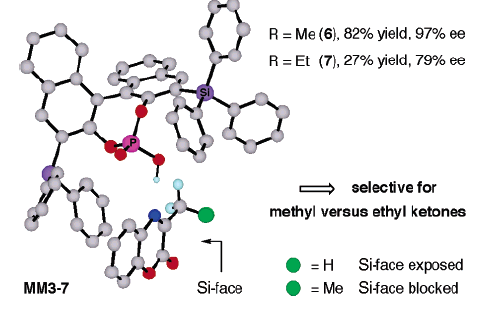 R = Me (6), 82% yield, 97% ee
R = Et (7), 27% yield, 79% ee
Si
P
selective for
methyl versus ethyl ketones
= H Si-face exposed
= Me Si-face blocked
MM3-7
Si-face